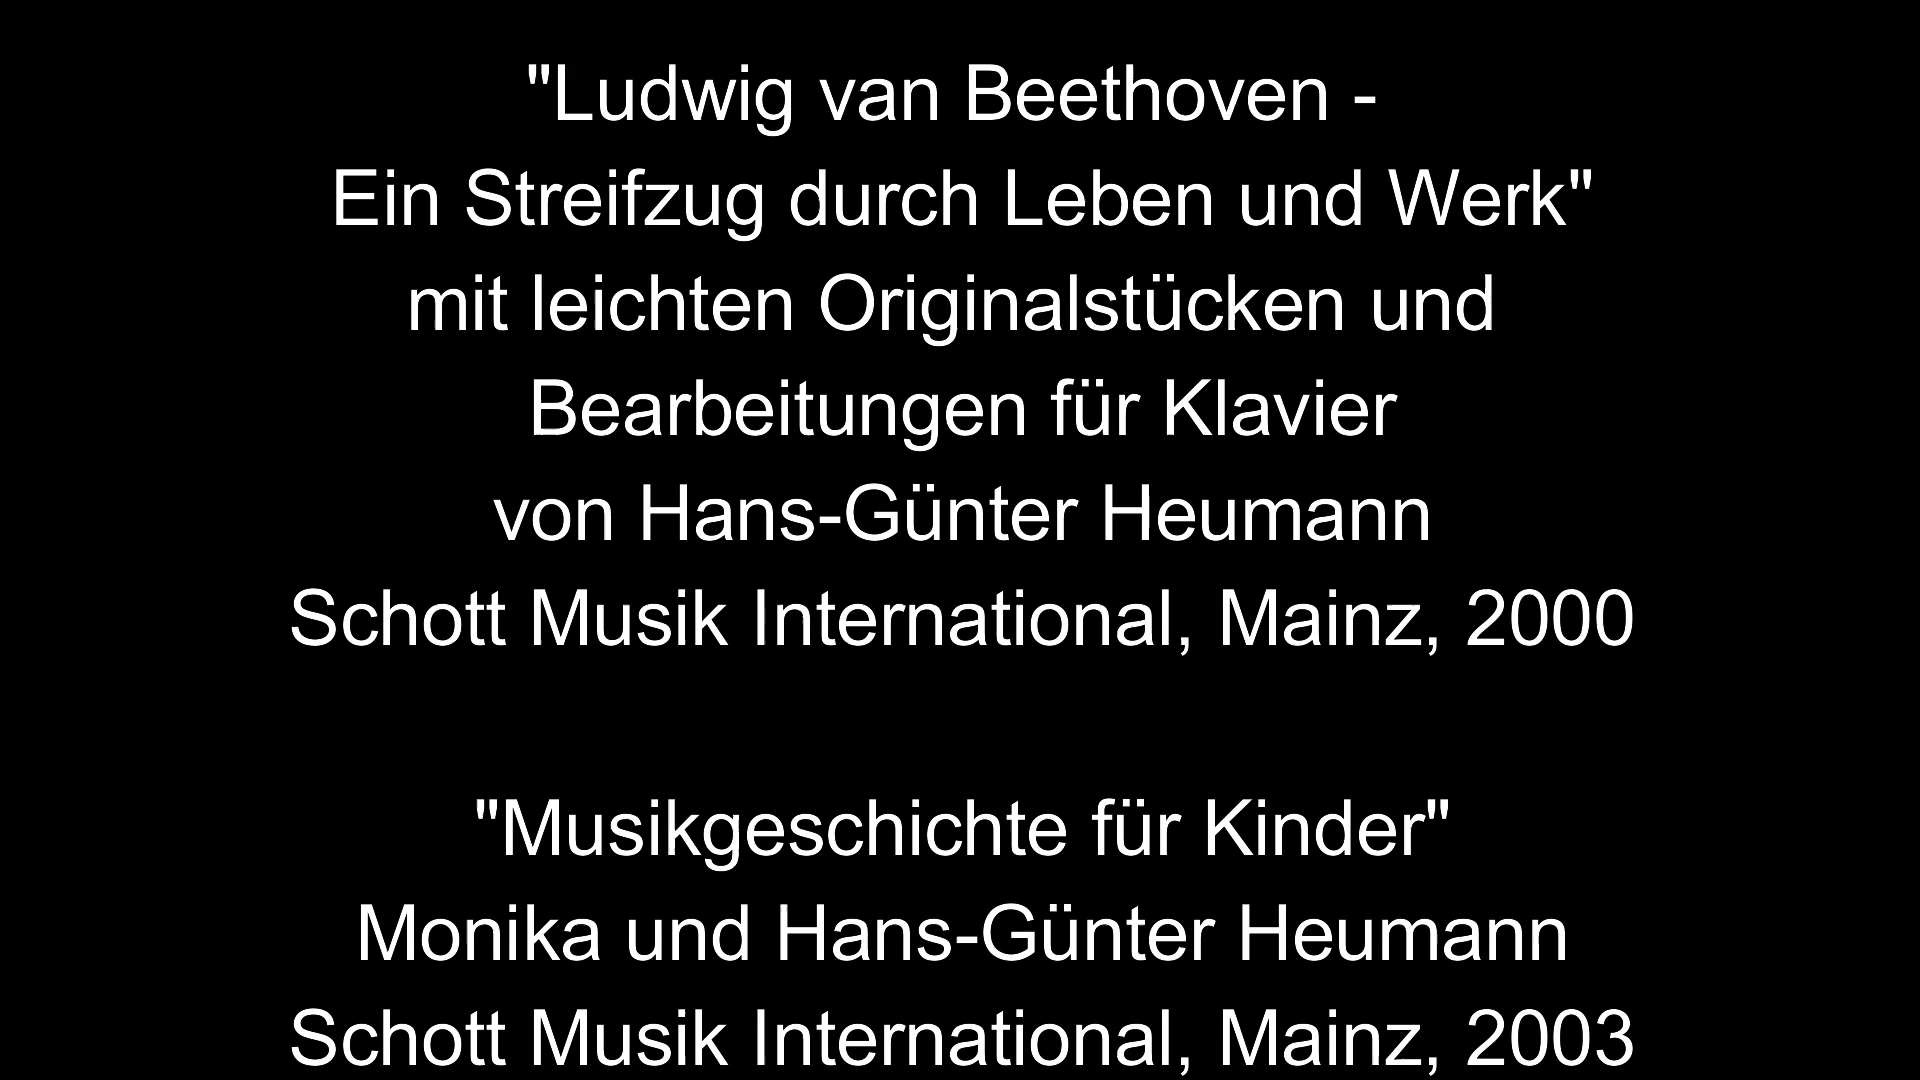 "Ludwig van Beethoven -
Ein Streifzug durch Leben und Werk"
mit leichten Originalstücken und
Bearbeitungen für Klavier
von Hans-Günter Heumann
Schott Musik International, Mainz, 2000
"Musikgeschichte für Kinder"
Monika und Hans-Günter Heumann
Schott Musik International, Mainz, 2003